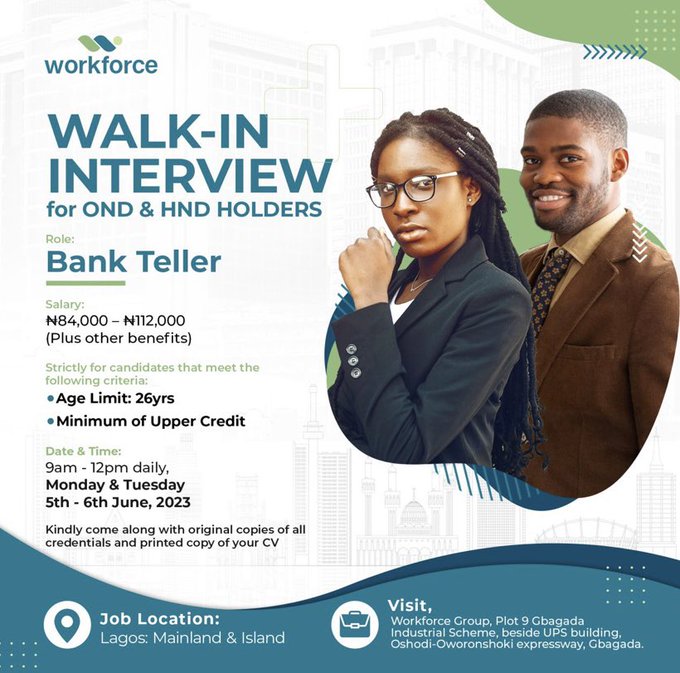 workforce
WALK-IN
INTERVIEW
for OND & HND HOLDERS
Role:
Bank Teller
Salary:
₦84,000 – ₦112,000
(Plus other benefits)
Strictly for candidates that meet the
following criteria:
•Age Limit: 26yrs
•Minimum of Upper Credit
Date & Time:
9am - 12pm daily,
Monday & Tuesday
5th - 6th June, 2023
Kindly come along with original copies of all
credentials and printed copy of your CV
Job Location:
Lagos: Mainland & Island
Visit,
Workforce Group, Plot 9 Gbagada
Industrial Scheme, beside UPS building,
Oshodi-Oworonshoki expressway, Gbagada.